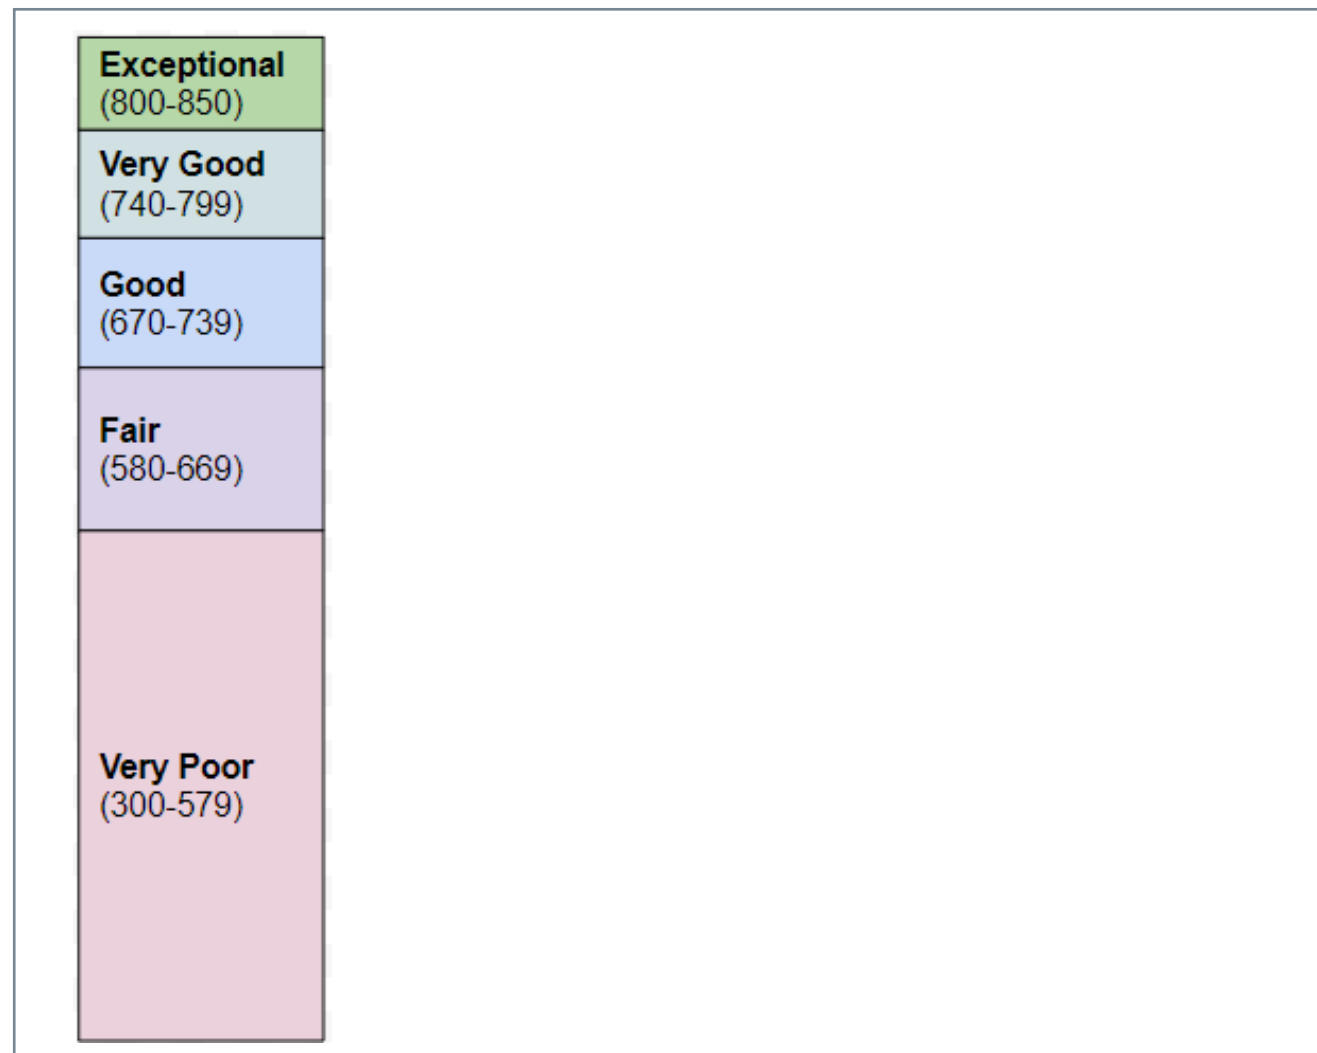 Exceptional
(800-850)
Very Good
(740-799)
Good
(670-739)
Fair
(580-669)
Very Poor
(300-579)